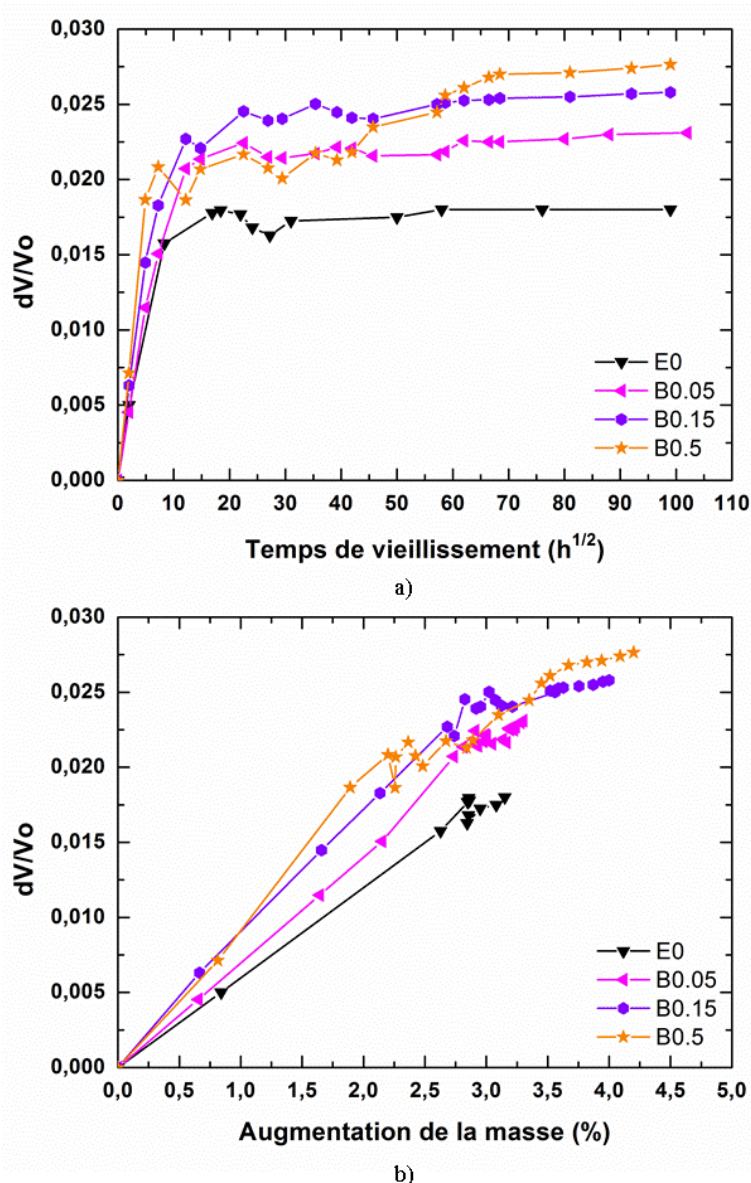 0,030
0,025
0,020
0,015
0,010
0,005
0,000
dV/Vo
E0
B0.05
B0.15
B0.5
0 10 20 30 40 50 60 70 80 90 100 110
Temps de vieillissement (h^1/2)
a)
0,030
0,025
0,020
0,015
0,010
0,005
0,000
dV/Vo
E0
B0.05
B0.15
B0.5
0,0 0,5 1,0 1,5 2,0 2,5 3,0 3,5 4,0 4,5 5,0
Augmentation de la masse (%)
b)